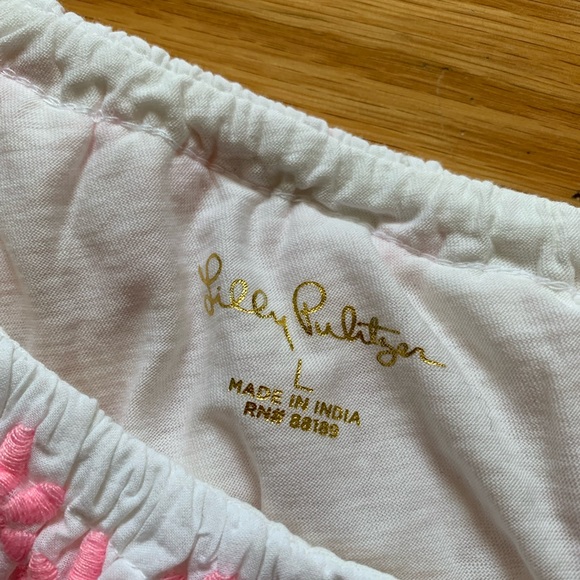 Lilly Pulitzer
L
MADE IN INDIA
RN# 88189